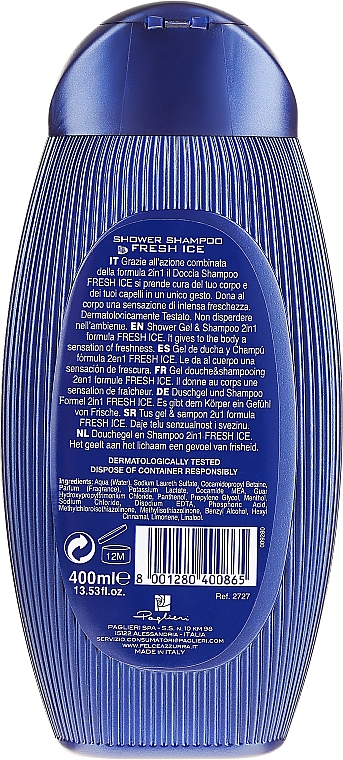 SHOWER SHAMPOO
FRESH ICE
IT Grazie all'azione combinata
della formula 2in1 il Doccia Shampoo
FRESH ICE si prende cura del tuo corpo e
dei tuoi capelli in un unico gesto. Dona al
corpo una sensazione di intensa freschezza.
Dermatologicamente Testato. Non disperdere
nell'ambiente. EN Shower Gel & Shampoo 2in1
formula FRESH ICE. It gives to the body a
sensation of freshness. ES Gel de ducha y Champú
fórmula 2en1 FRESH ICE. Le da al cuerpo una
sensación de frescura. FR Gel douche&shampooing
2en1 formule FRESH ICE. Il donne au corps une
sensation de fraîcheur. DE Duschgel und Shampoo
Formel 2in1 FRESH ICE. Es gibt dem Körper ein Gefühl
von Frische. SR Tus gel & sampon 2u1 formula
FRESH ICE. Daje telu senzualnost i svezinu.
NL Douchegel en Shampoo 2in1 FRESH ICE.
Het geelt aan het lichaam een gevoel van frisheid.
DERMATOLOGICALLY TESTED
DISPOSE OF CONTAINER RESPONSIBLY
Ingredients: Aqua (Water), Sodium Laureth Sulfate, Cocamidopropyl Betaine,
Parfum (Fragrance), Potassium Lactate, Cocamide MEA, Guar
Hydroxypropyltrimonium Chloride, Panthenol, Propylene Glycol, Menthol,
Sodium Chloride, Disodium EDTA, Phosphoric Acid,
Methylchloroisothiazolinone, Methylisothiazolinone, Benzyl Alcohol, Hexyl
Cinnamal, Limonene, Linalool.
12M
400ml e
13.53fl.oz.
8 001280 400865
Ref. 2727
Paglieri
PAGLIERI SPA - S.S. N. 10 KM 98
15122 ALESSANDRIA - ITALIA
SERVIZIO.CONSUMATORI@PAGLIERI.COM
WWW.FELCEAZZURRA.IT
MADE IN ITALY